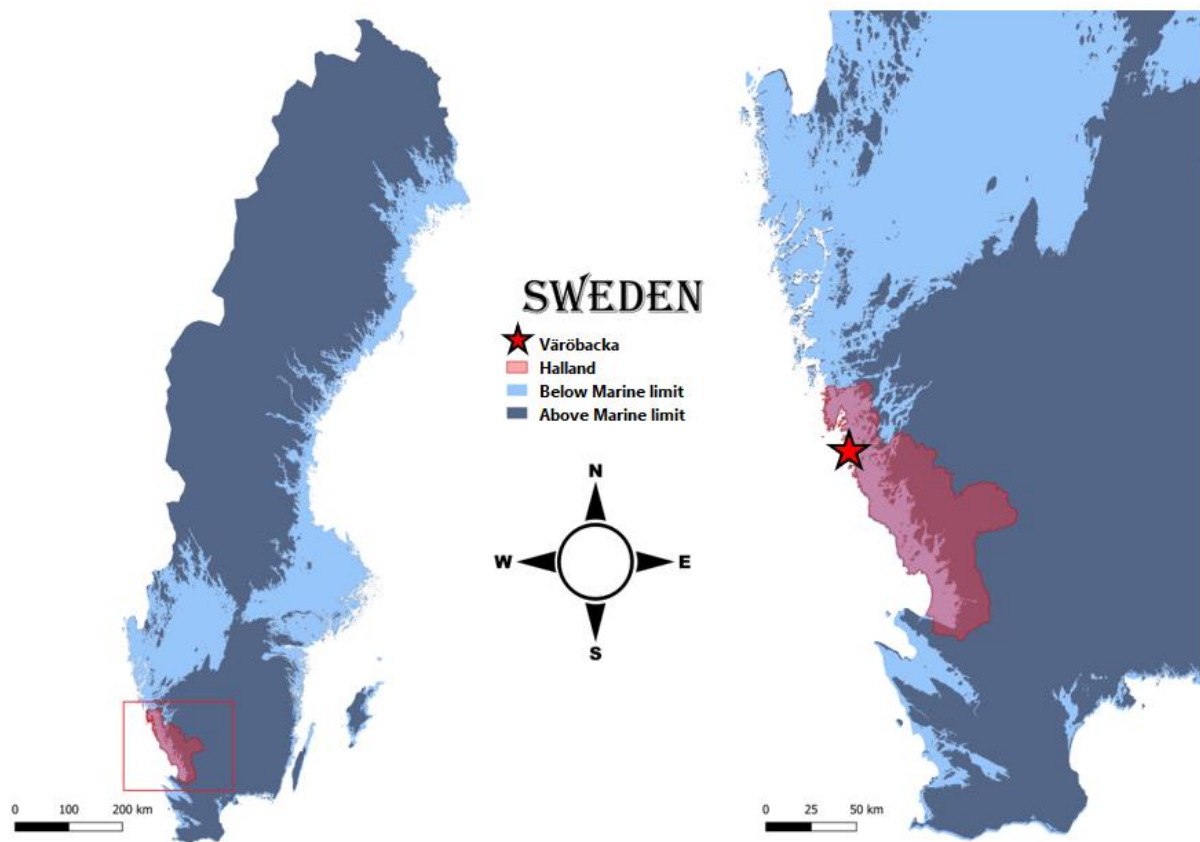 SWEDEN
Väröbacka
Halland
Below Marine limit
Above Marine limit
N
W E
S
0 100 200 km
0 25 50 km